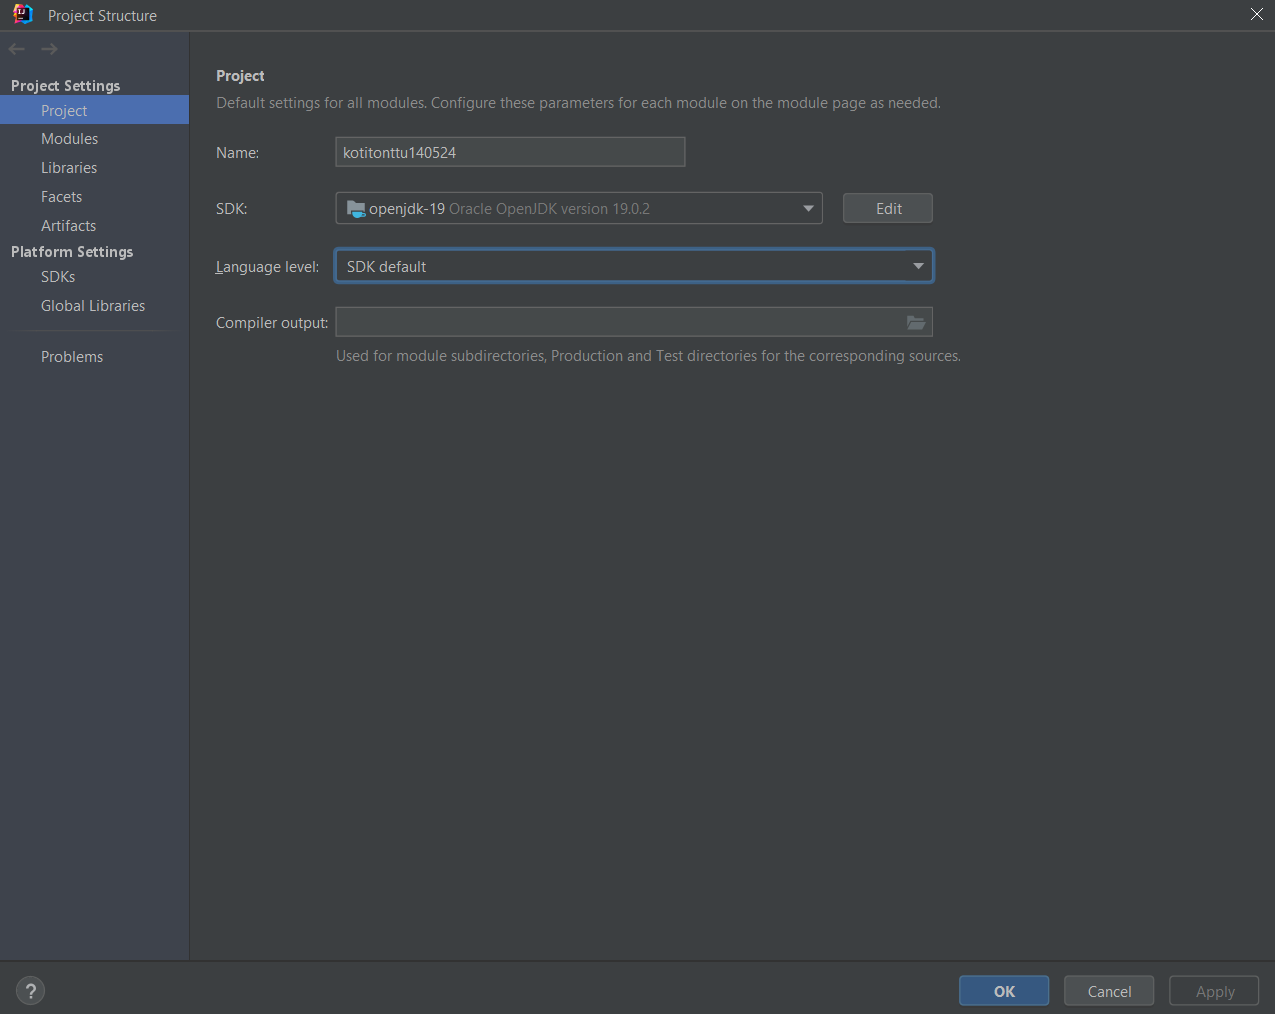 Project Structure
Project Settings
Project
Modules
Libraries
Facets
Artifacts
Platform Settings
SDKs
Global Libraries
Problems
Project
Default settings for all modules. Configure these parameters for each module on the module page as needed.
Name: kotitonttu140524
SDK: openjdk-19 Oracle OpenJDK version 19.0.2 Edit
Language level: SDK default
Compiler output:
Used for module subdirectories, Production and Test directories for the corresponding sources.
? OK Cancel Apply